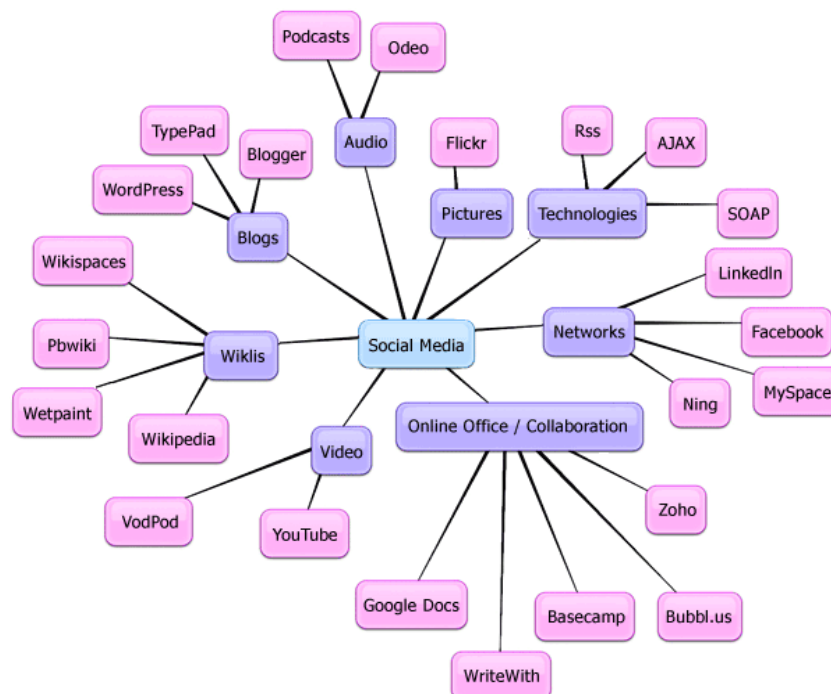 Podcasts
Odeo
TypePad
Blogger
Audio
Flickr
Rss
AJAX
WordPress
Blogs
Pictures
Technologies
SOAP
Wikispaces
LinkedIn
Pbwiki
Wiklis
Social Media
Networks
Facebook
Wetpaint
Wikipedia
Video
Online Office / Collaboration
Ning
MySpace
VodPod
YouTube
Zoho
Google Docs
Basecamp
Bubbl.us
WriteWith